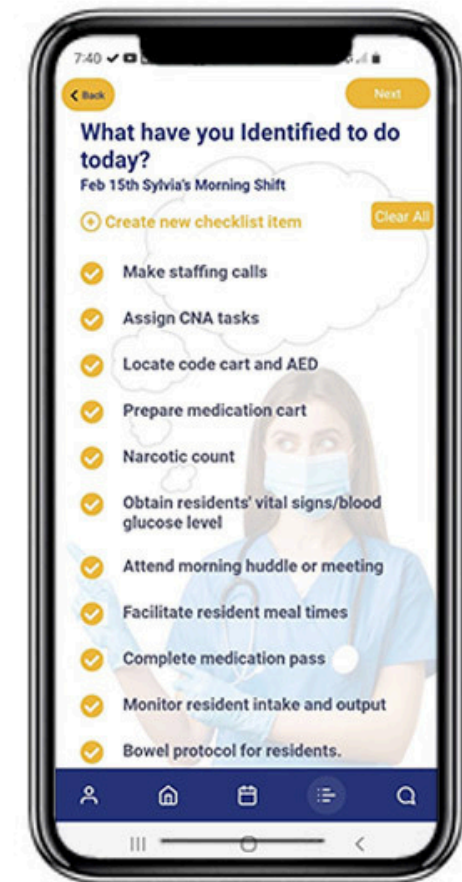 7:40
Back
Next
What have you Identified to do
today?
Feb 15th Sylvia's Morning Shift
Create new checklist item
Clear All
Make staffing calls
Assign CNA tasks
Locate code cart and AED
Prepare medication cart
Narcotic count
Obtain residents' vital signs/blood
glucose level
Attend morning huddle or meeting
Facilitate resident meal times
Complete medication pass
Monitor resident intake and output
Bowel protocol for residents.